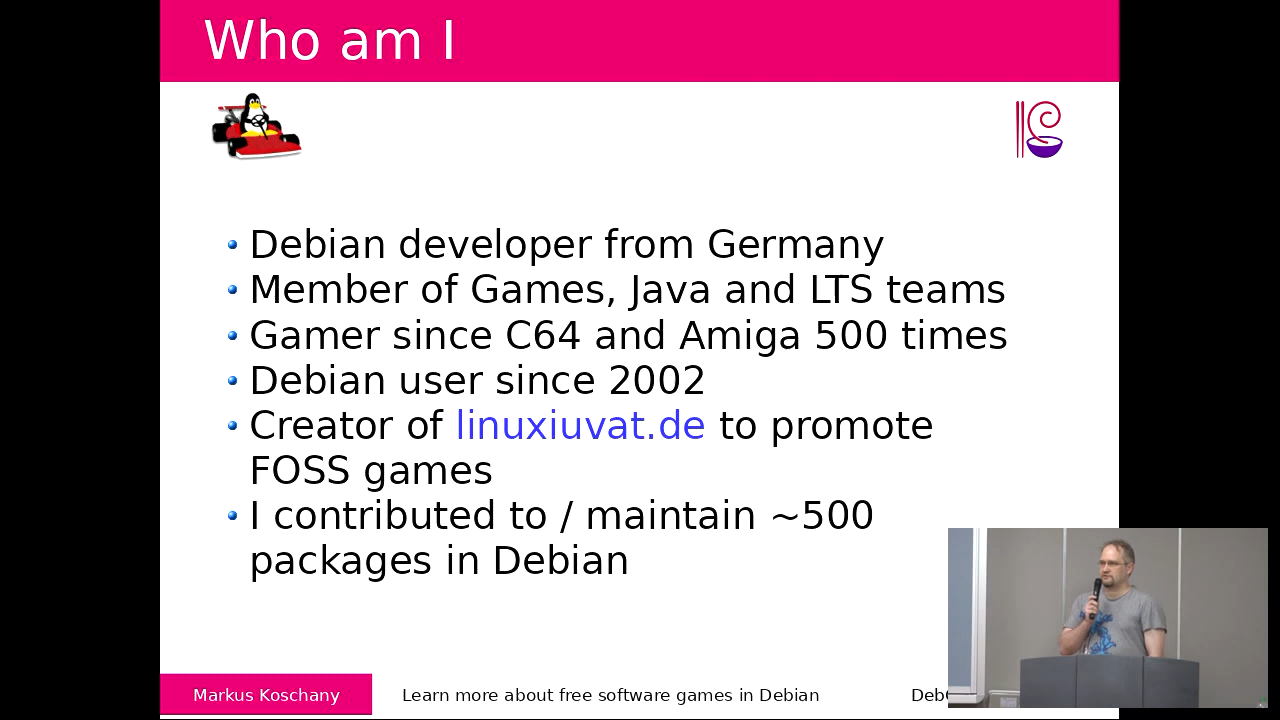 Who am I
Debian developer from Germany
Member of Games, Java and LTS teams
Gamer since C64 and Amiga 500 times
Debian user since 2002
Creator of linuxiuvat.de to promote
FOSS games
I contributed to / maintain ~500
packages in Debian
Markus Koschany
Learn more about free software games in Debian